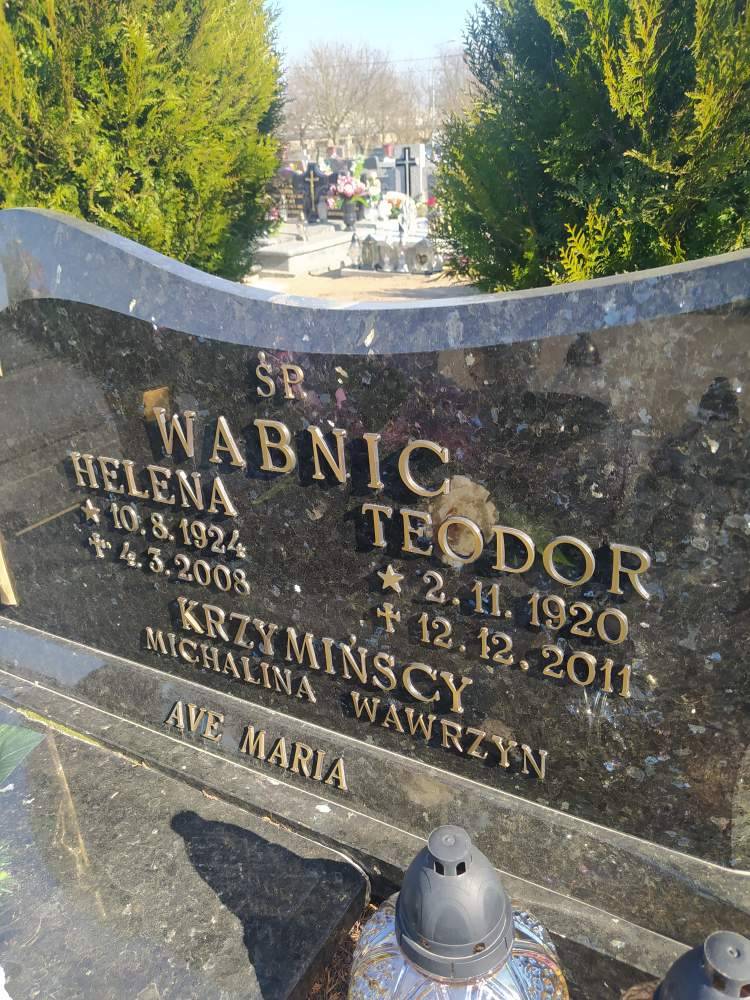 ŚP.
WABNIC
HELENA
* 10.8.1924
✝ 4.3.2008
TEODOR
* 2.11.1920
✝ 12.12.2011
KRZYMIŃSCY
MICHALINA WAWRZYN
AVE MARIA